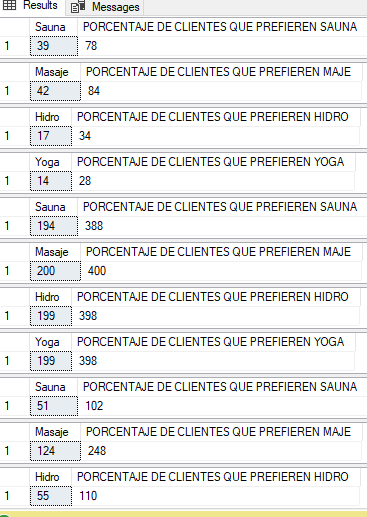 Results Messages
Sauna PORCENTAJE DE CLIENTES QUE PREFIEREN SAUNA
1 39 78
Masaje PORCENTAJE DE CLIENTES QUE PREFIEREN MAJE
1 42 84
Hidro PORCENTAJE DE CLIENTES QUE PREFIEREN HIDRO
1 17 34
Yoga PORCENTAJE DE CLIENTES QUE PREFIEREN YOGA
1 14 28
Sauna PORCENTAJE DE CLIENTES QUE PREFIEREN SAUNA
1 194 388
Masaje PORCENTAJE DE CLIENTES QUE PREFIEREN MAJE
1 200 400
Hidro PORCENTAJE DE CLIENTES QUE PREFIEREN HIDRO
1 199 398
Yoga PORCENTAJE DE CLIENTES QUE PREFIEREN YOGA
1 199 398
Sauna PORCENTAJE DE CLIENTES QUE PREFIEREN SAUNA
1 51 102
Masaje PORCENTAJE DE CLIENTES QUE PREFIEREN MAJE
1 124 248
Hidro PORCENTAJE DE CLIENTES QUE PREFIEREN HIDRO
1 55 110